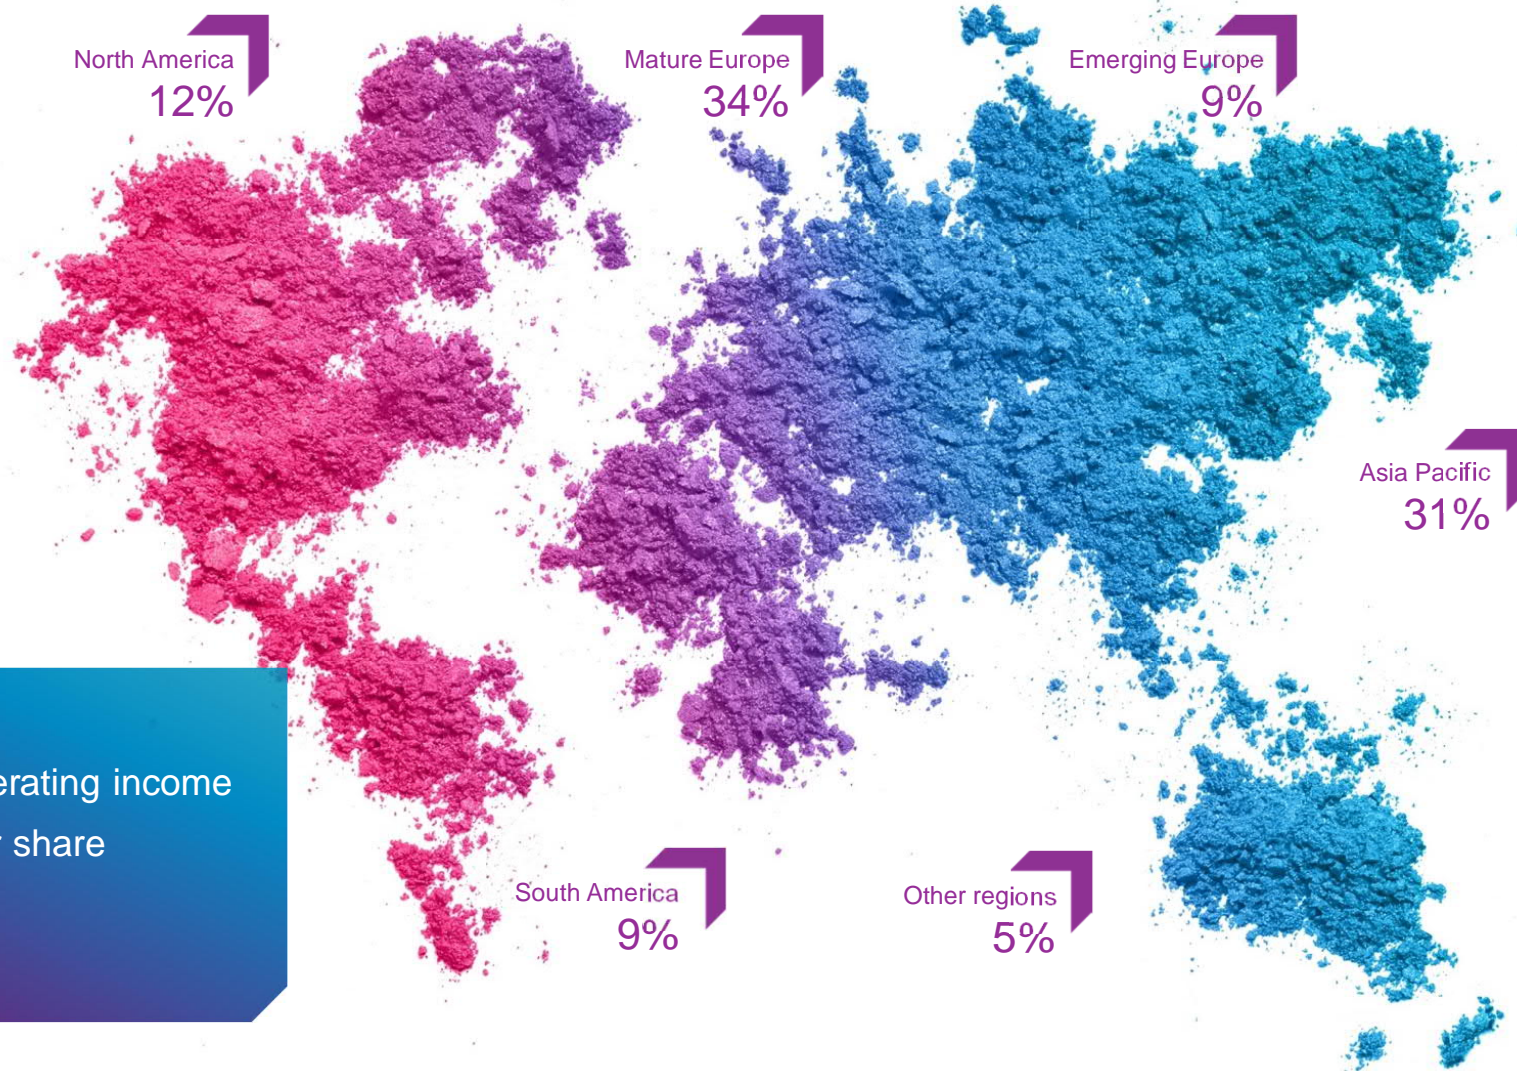 North America
12%
Mature Europe
34%
Emerging Europe
9%
Asia Pacific
31%
erating income
share
South America
9%
Other regions
5%